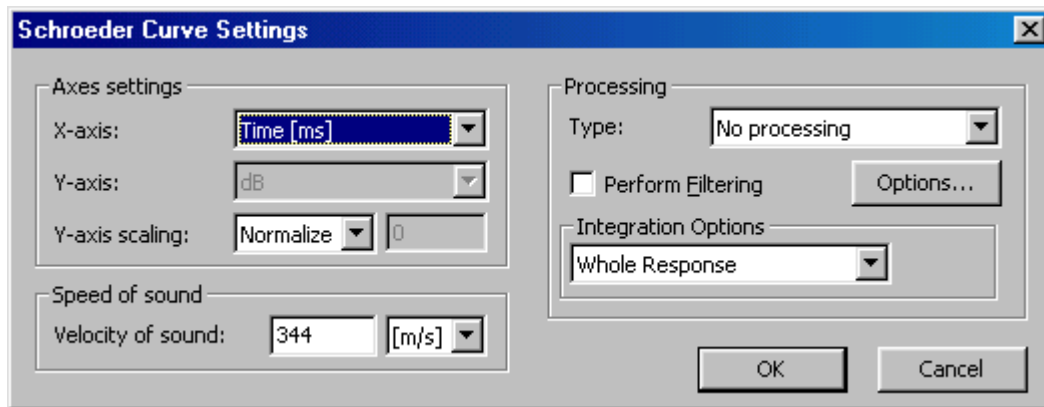 Schroeder Curve Settings
Axes settings
X-axis: Time [ms]
Y-axis: dB
Y-axis scaling: Normalize 0
Speed of sound
Velocity of sound: 344 [m/s]
Processing
Type: No processing
Perform Filtering Options...
Integration Options
Whole Response
OK Cancel